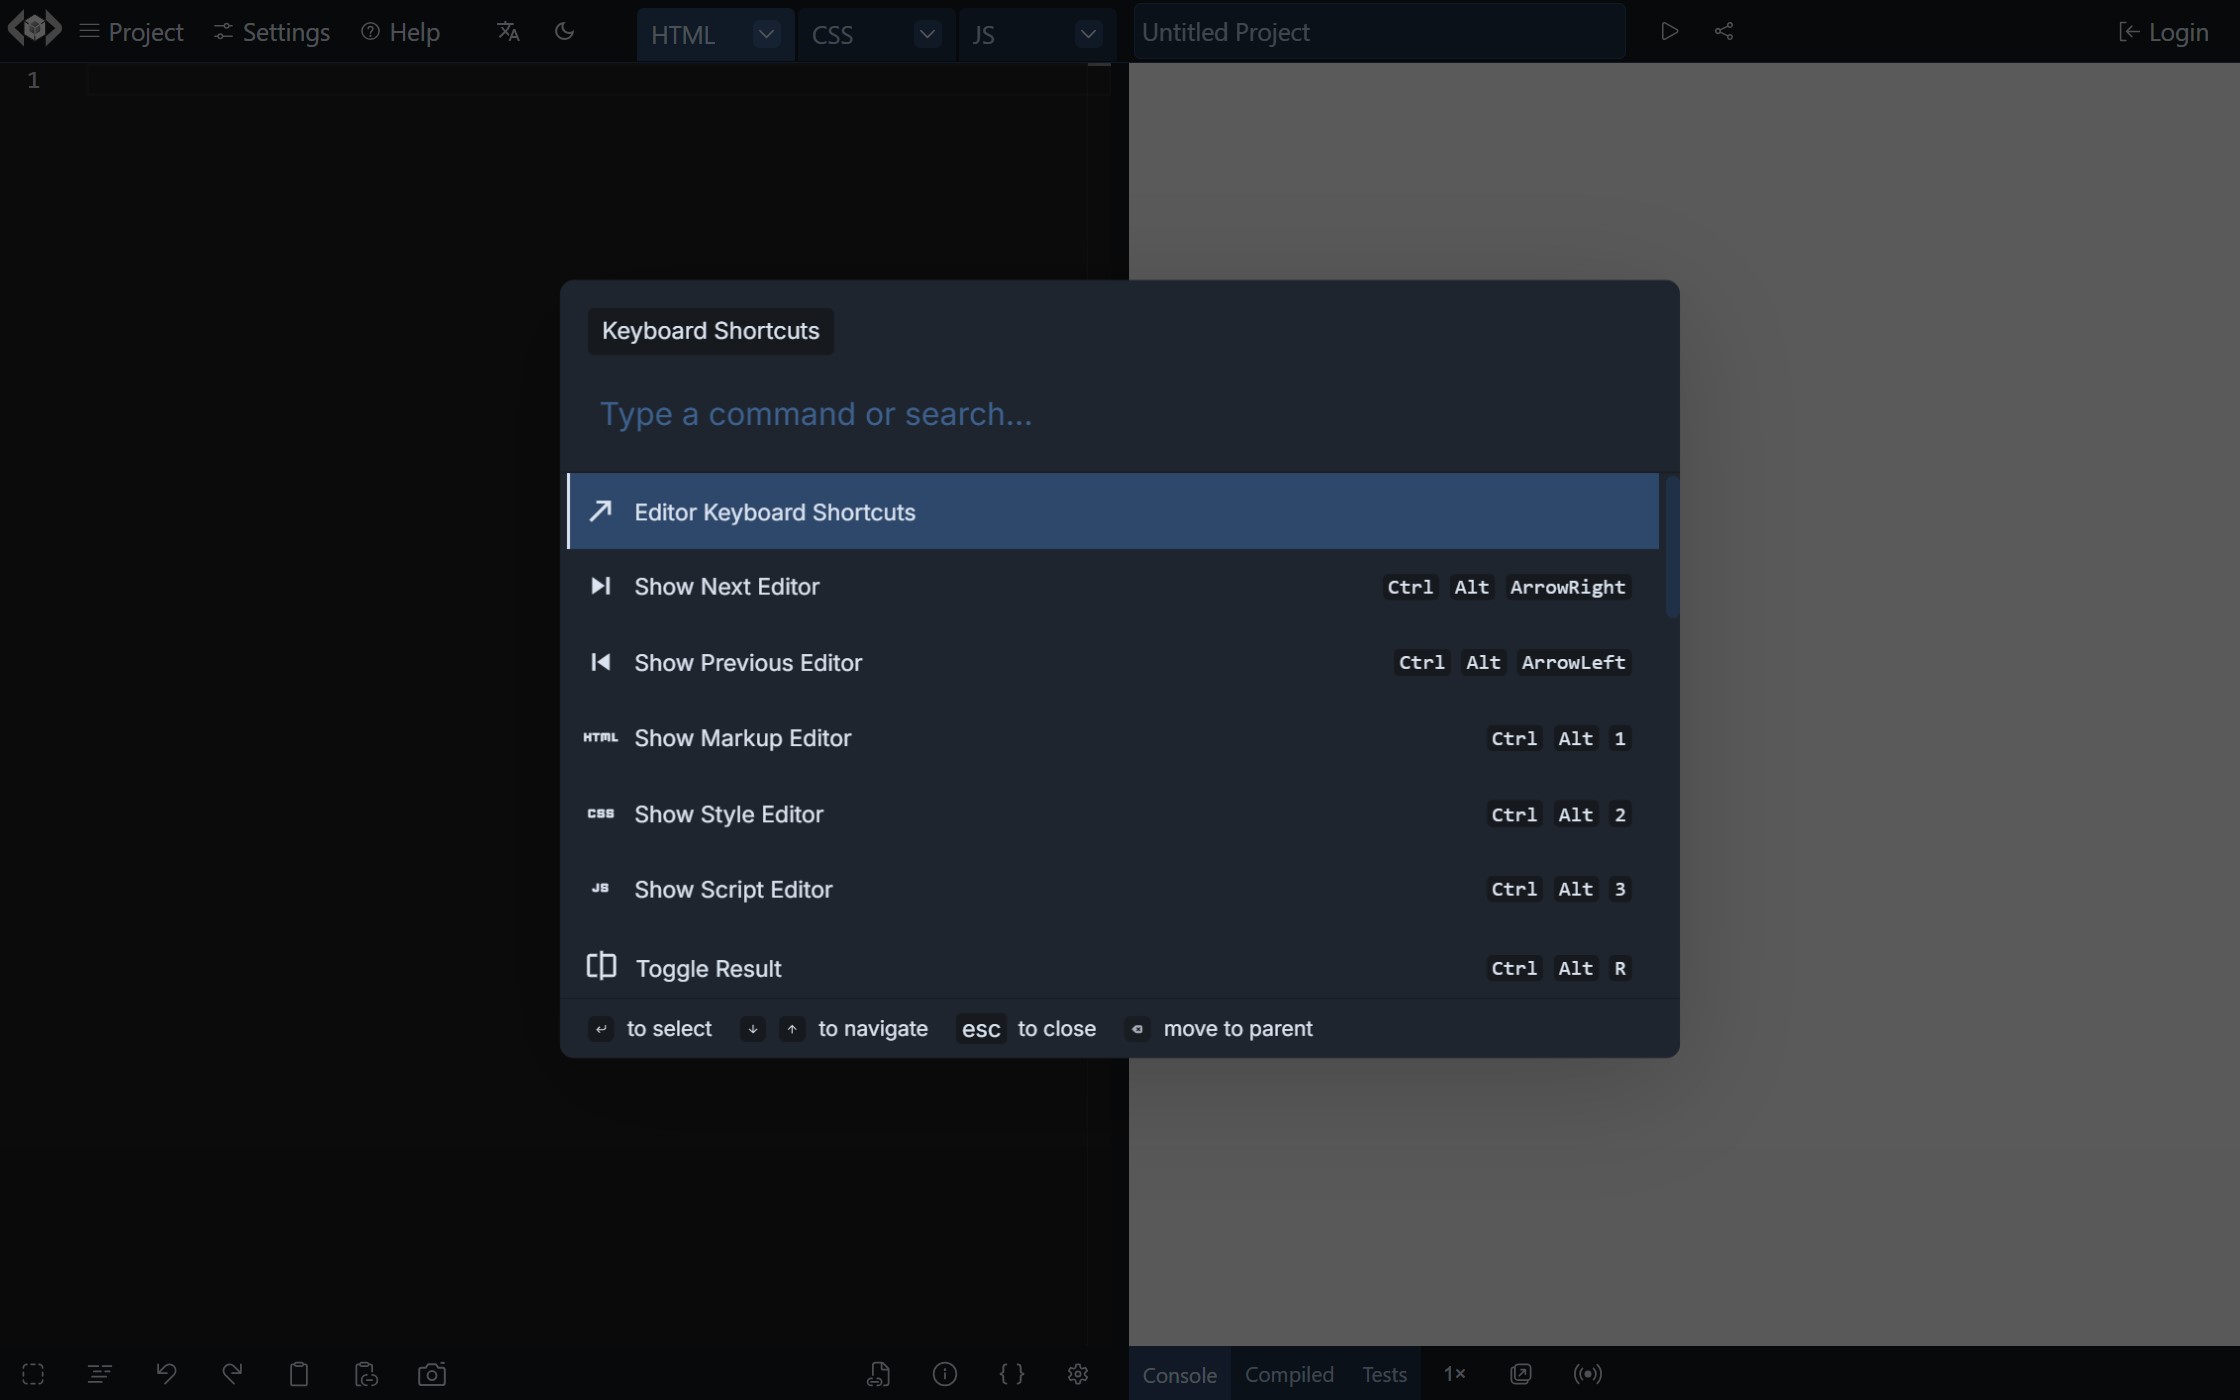 Project Settings Help HTML CSS JS Untitled Project Login
1
Keyboard Shortcuts
Type a command or search...
Editor Keyboard Shortcuts
Show Next Editor Ctrl Alt ArrowRight
Show Previous Editor Ctrl Alt ArrowLeft
HTML Show Markup Editor Ctrl Alt 1
CSS Show Style Editor Ctrl Alt 2
JS Show Script Editor Ctrl Alt 3
Toggle Result Ctrl Alt R
to select to navigate esc to close move to parent
Console Compiled Tests 1×